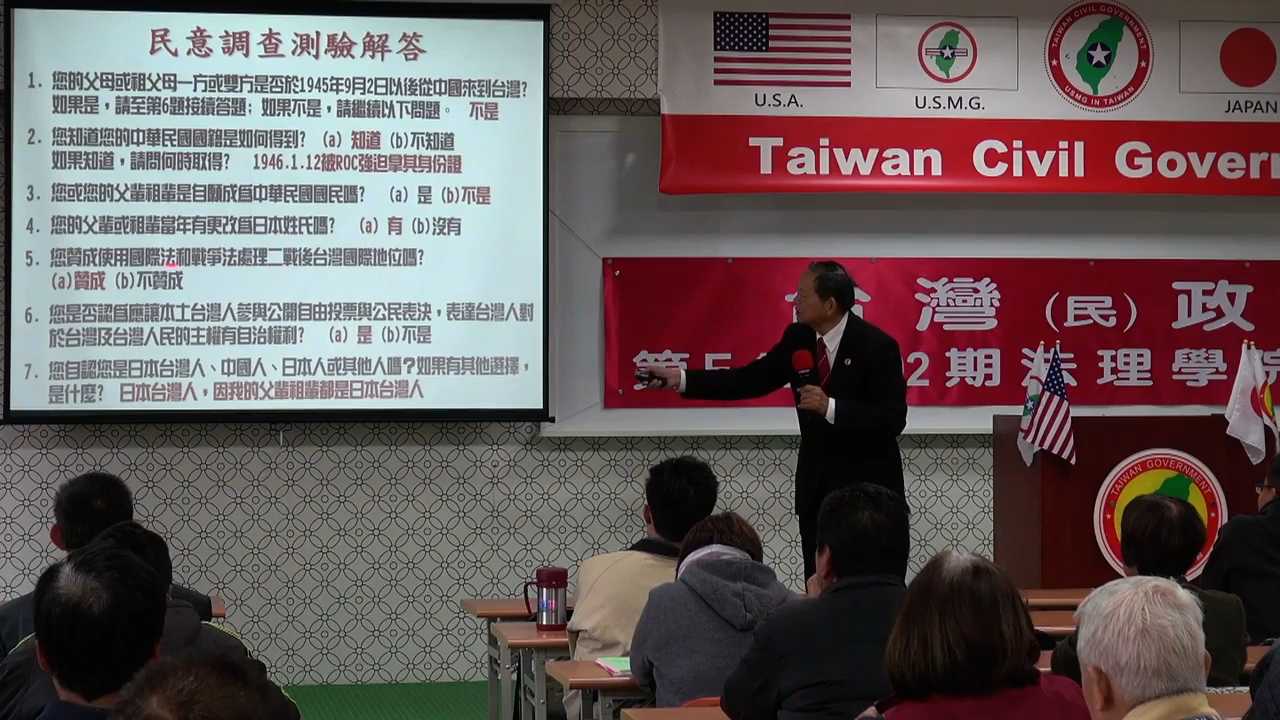 民意調查測驗解答
1. 您的父母或祖父母一方或雙方是否於1945年9月2日以後從中國來到台灣?
如果是，請至第6題接續答題; 如果不是，請繼續以下問題。 不是
2. 您知道您的中華民國國籍是如何得到? (a) 知道 (b)不知道
如果知道，請問何時取得? 1946.1.12被ROC強迫拿其身份證
3. 您或您的父輩祖輩是自願成為中華民國國民嗎? (a) 是 (b)不是
4. 您的父輩或祖輩當年有更改為日本姓氏嗎? (a) 有 (b)沒有
5. 您贊成使用國際法和戰爭法處理二戰後台灣國際地位嗎?
(a)贊成 (b)不贊成
6. 您是否認為應讓本土台灣人參與公開自由投票與公民表決，表達台灣人對
於台灣及台灣人民的主權有自治權利? (a) 是 (b)不是
7. 您自認您是日本台灣人、中國人、日本人或其他人嗎?如果有其他選擇，
是什麼? 日本台灣人，因我的父輩祖輩都是日本台灣人
U.S.A.
U.S.M.G.
TAIWAN CIVIL GOVERNMENT
USMG IN TAIWAN
JAPAN
Taiwan Civil Govern
台灣(民)政
第5 2期法理學院
TAIWAN GOVERNMENT